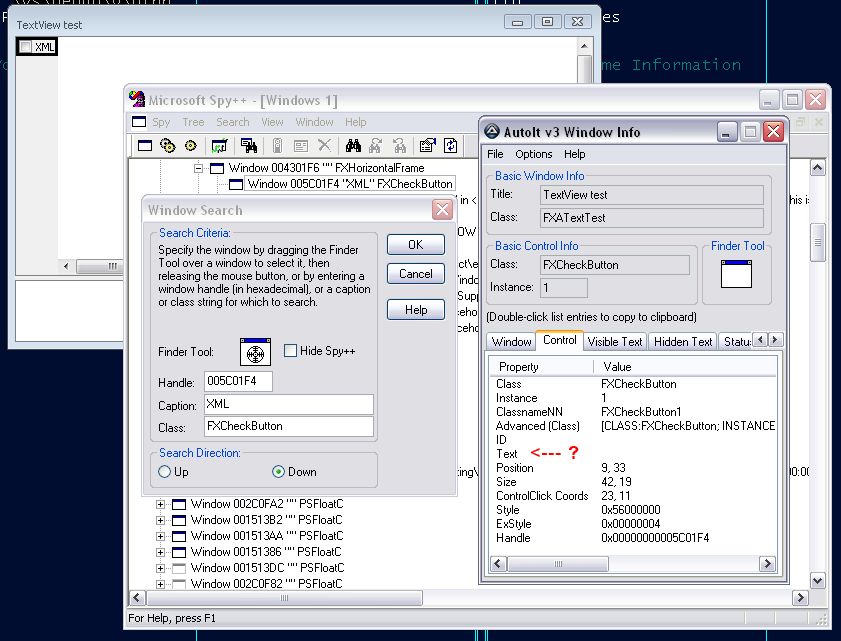 es
TextView test
XML
me Information
Microsoft Spy++ - [Windows 1]
Spy Tree Search View Window Help
Window 004301F6 "" FXHorizontalFrame
Window 005C01F4 "XML" FXCheckButton
Window Search
Search Criteria:
Specify the window by dragging the Finder
Tool over a window to select it, then
releasing the mouse button, or by entering a
window handle (in hexadecimal), or a caption
or class string for which to search.
OK
Cancel
Help
Finder Tool:
Hide Spy++
Handle: 005C01F4
Caption: XML
Class: FXCheckButton
Search Direction:
Up Down
Window 002C0FA2 "" PSFloatC
Window 001513B2 "" PSFloatC
Window 001513AA "" PSFloatC
Window 00151386 "" PSFloatC
Window 001513DC "" PSFloatC
Window 002C0F82 "" PSFloatC
For Help, press F1
AutoIt v3 Window Info
File Options Help
Basic Window Info
Title: TextView test
Class: FXATextTest
Basic Control Info
Class: FXCheckButton
Instance: 1
Finder Tool
(Double-click list entries to copy to clipboard)
Window Control Visible Text Hidden Text Statu
Property Value
Class FXCheckButton
Instance 1
ClassnameNN FXCheckButton1
Advanced (Class) [CLASS:FXCheckButton; INSTANCE
ID
Text <--- ?
Position 9, 33
Size 42, 19
ControlClick Coords 23, 11
Style 0x56000000
ExStyle 0x00000004
Handle 0x00000000005C01F4